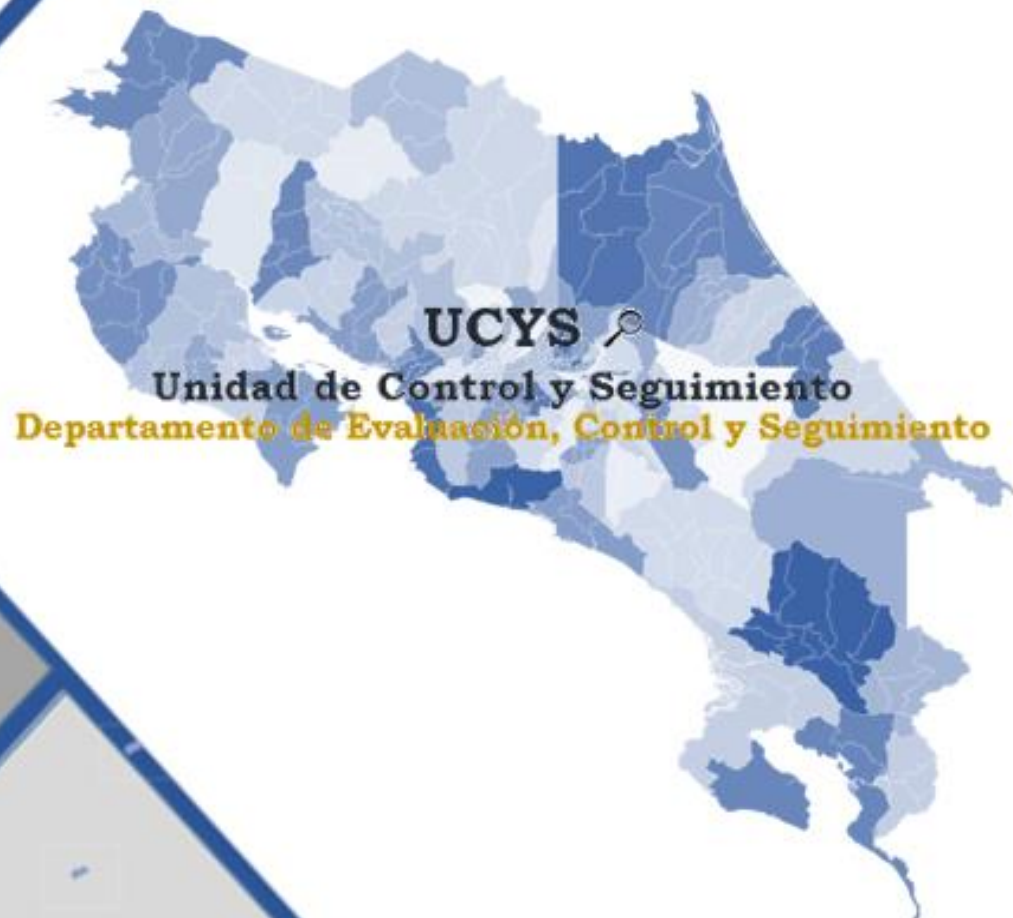 UCYS
Unidad de Control y Seguimiento
Departamento de Evaluación, Control y Seguimiento